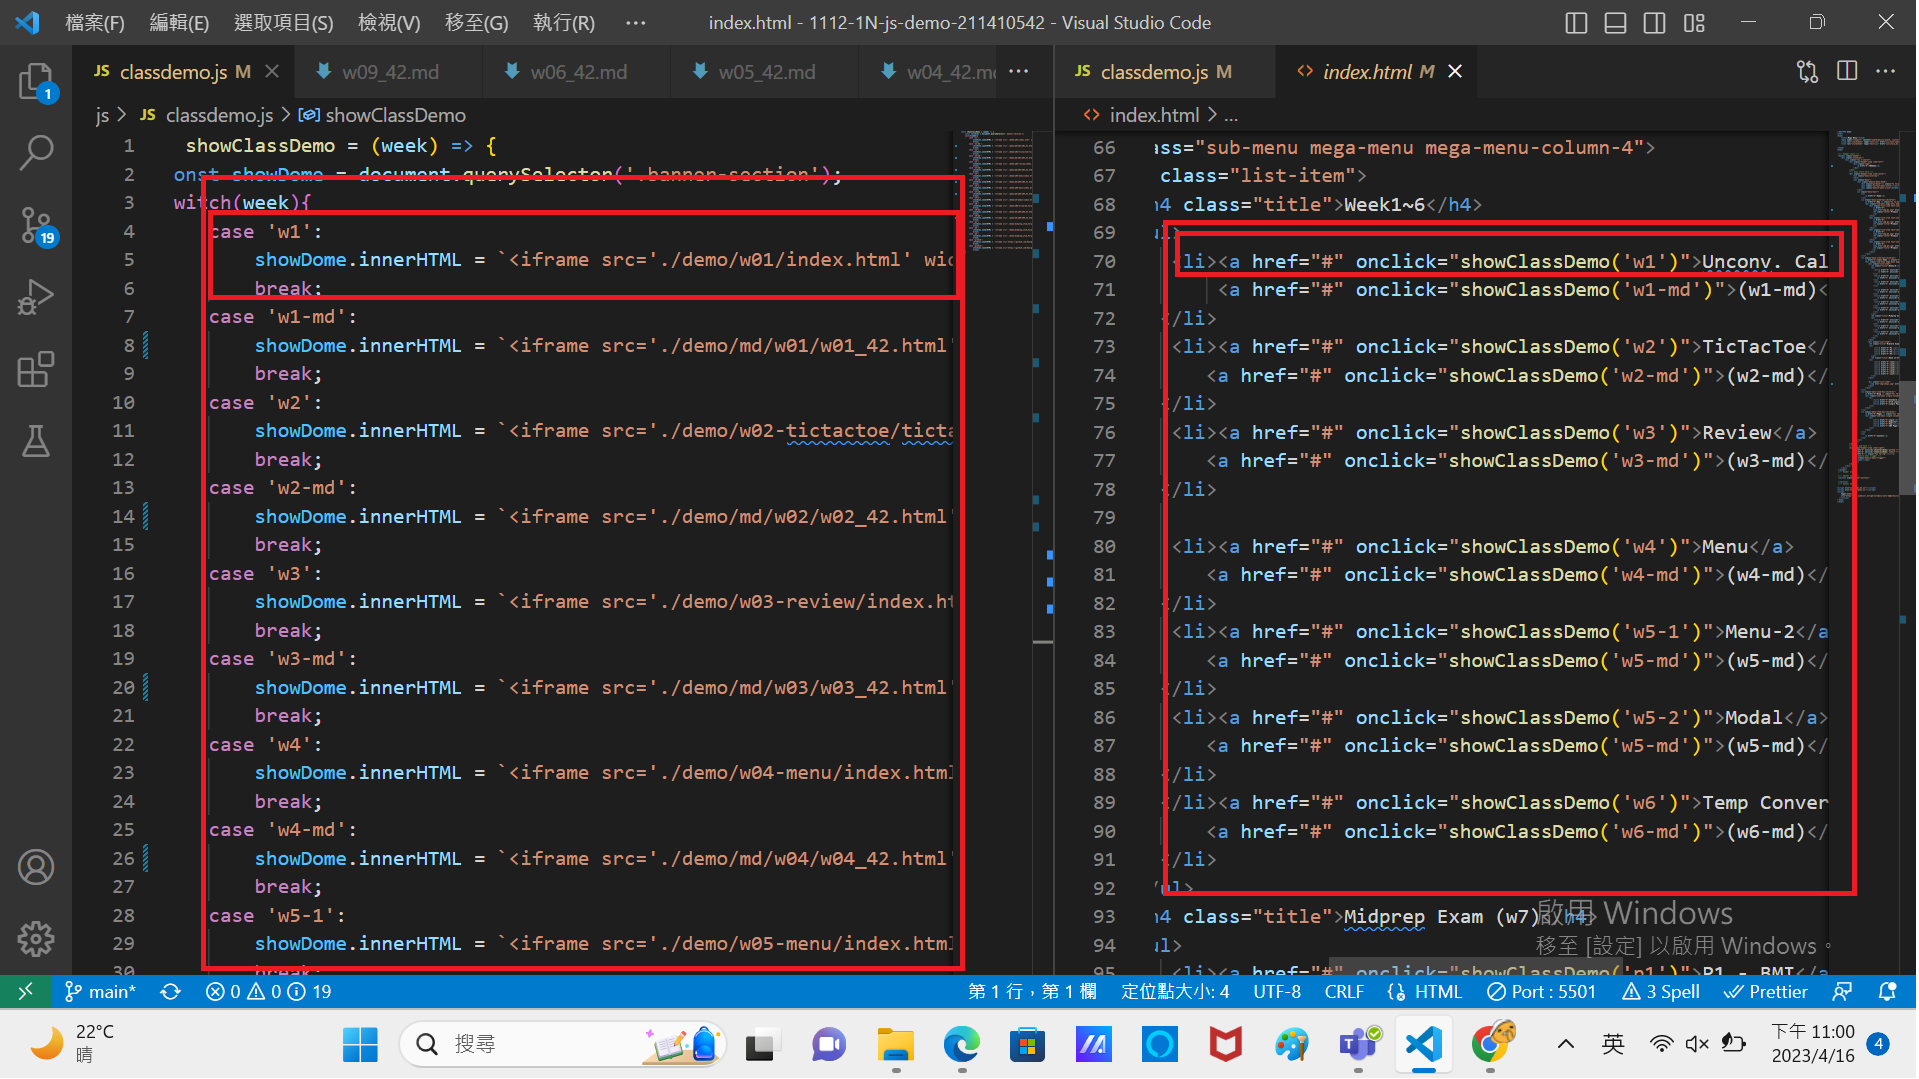 檔案(F) 編輯(E) 選取項目(S) 檢視(V) 移至(G) 執行(R) ··· index.html - 1112-1N-js-demo-211410542 - Visual Studio Code
JS classdemo.js M w09_42.md w06_42.md w05_42.md w04_42.md ···
js > JS classdemo.js > showClassDemo
1 showClassDemo = (week) => {
2 onst showDome = document.querySelector('.banner-section');
3 witch(week){
4 case 'w1':
5 showDome.innerHTML = `<iframe src='./demo/w01/index.html' wid
6 break;
7 case 'w1-md':
8 showDome.innerHTML = `<iframe src='./demo/md/w01/w01_42.html'
9 break;
10 case 'w2':
11 showDome.innerHTML = `<iframe src='./demo/w02-tictactoe/ticta
12 break;
13 case 'w2-md':
14 showDome.innerHTML = `<iframe src='./demo/md/w02/w02_42.html'
15 break;
16 case 'w3':
17 showDome.innerHTML = `<iframe src='./demo/w03-review/index.ht
18 break;
19 case 'w3-md':
20 showDome.innerHTML = `<iframe src='./demo/md/w03/w03_42.html'
21 break;
22 case 'w4':
23 showDome.innerHTML = `<iframe src='./demo/w04-menu/index.html
24 break;
25 case 'w4-md':
26 showDome.innerHTML = `<iframe src='./demo/md/w04/w04_42.html'
27 break;
28 case 'w5-1':
29 showDome.innerHTML = `<iframe src='./demo/w05-menu/index.html
30 break;
JS classdemo.js M <> index.html M
<> index.html > ...
66 ass="sub-menu mega-menu mega-menu-column-4">
67 class="list-item">
68 h4 class="title">Week1~6</h4>
69 ul>
70 <li><a href="#" onclick="showClassDemo('w1')">Unconv. Cal
71 <a href="#" onclick="showClassDemo('w1-md')">(w1-md)<
72 </li>
73 <li><a href="#" onclick="showClassDemo('w2')">TicTacToe</
74 <a href="#" onclick="showClassDemo('w2-md')">(w2-md)</
75 </li>
76 <li><a href="#" onclick="showClassDemo('w3')">Review</a>
77 <a href="#" onclick="showClassDemo('w3-md')">(w3-md)</
78 </li>
79
80 <li><a href="#" onclick="showClassDemo('w4')">Menu</a>
81 <a href="#" onclick="showClassDemo('w4-md')">(w4-md)</
82 </li>
83 <li><a href="#" onclick="showClassDemo('w5-1')">Menu-2</a
84 <a href="#" onclick="showClassDemo('w5-md')">(w5-md)</
85 </li>
86 <li><a href="#" onclick="showClassDemo('w5-2')">Modal</a>
87 <a href="#" onclick="showClassDemo('w5-md')">(w5-md)</
88 </li>
89 </li><a href="#" onclick="showClassDemo('w6')">Temp Conver
90 <a href="#" onclick="showClassDemo('w6-md')">(w6-md)</
91 </li>
92 /ul>
93 h4 class="title">Midprep Exam (w7)</h4>
94 ul>
95 <li><a href="#" onclick="showClassDemo('p1')">P1 - BMI</a
啟用 Windows
移至 [設定] 以啟用 Windows。
1
19
main* 0 0 19 第 1 行，第 1 欄 定位點大小: 4 UTF-8 CRLF HTML Port : 5501 3 Spell Prettier
22°C
晴
搜尋
英
下午 11:00
2023/4/16
4